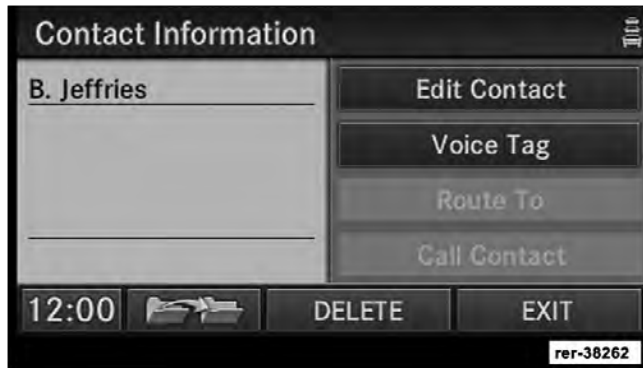 Contact Information
B. Jeffries
Edit Contact
Voice Tag
Route To
Call Contact
12:00
DELETE
EXIT
rer-38262